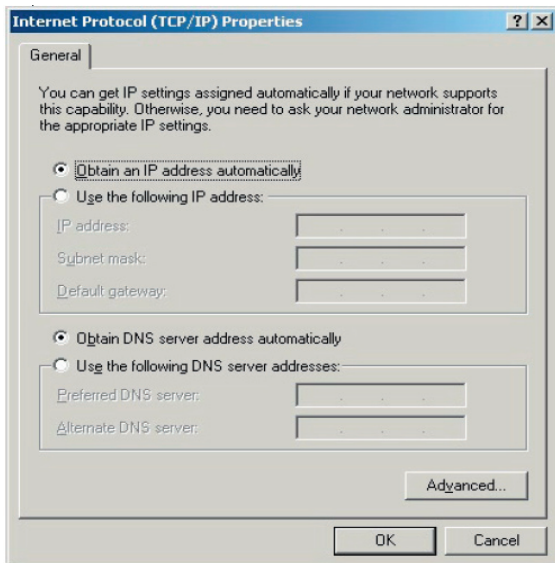 Internet Protocol (TCP/IP) Properties
General
You can get IP settings assigned automatically if your network supports
this capability. Otherwise, you need to ask your network administrator for
the appropriate IP settings.
Obtain an IP address automatically
Use the following IP address:
IP address:
Subnet mask:
Default gateway:
Obtain DNS server address automatically
Use the following DNS server addresses:
Preferred DNS server:
Alternate DNS server:
Advanced...
OK
Cancel